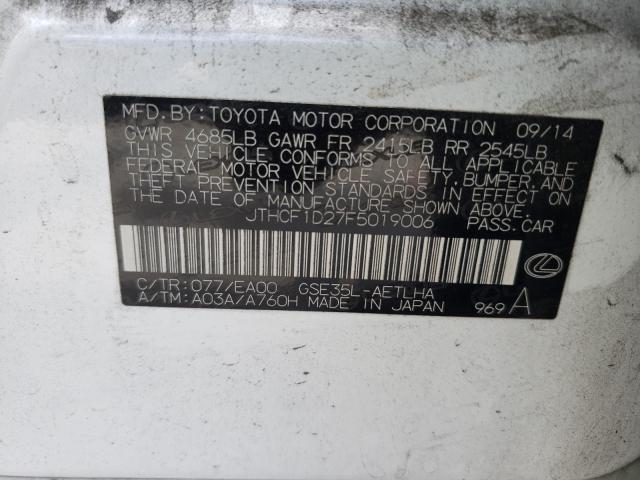 MFD. BY: TOYOTA MOTOR CORPORATION 09/14
GVWR 4685LB GAWR FR 2415LB RR 2545LB
THIS VEHICLE CONFORMS TO ALL APPLICABLE
FEDERAL MOTOR VEHICLE SAFETY, BUMPER, AND
THEFT PREVENTION STANDARDS IN EFFECT ON
THE DATE OF MANUFACTURE SHOWN ABOVE.
JTHCF1D27F5019006 PASS. CAR
C/TR: 077/EA00 GSE35L-AETLHA
A/TM: A03A/A760H MADE IN JAPAN 969 A